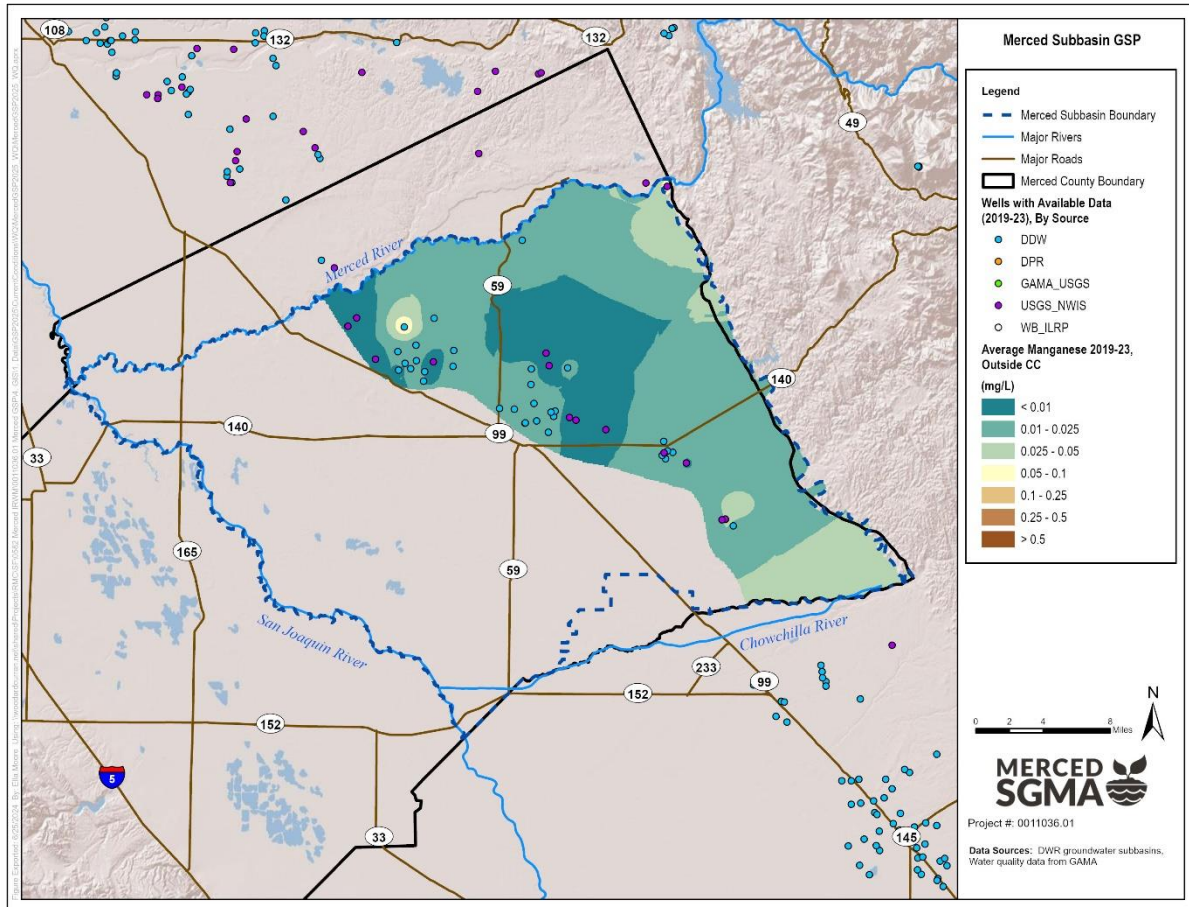 108
132
132
49
Merced River
59
140
140
99
33
165
59
San Joaquin River
Chowchilla River
233
99
152
152
5
33
145
Merced Subbasin GSP
Legend
Merced Subbasin Boundary
Major Rivers
Major Roads
Merced County Boundary
Wells with Available Data
(2019-23), By Source
DDW
DPR
GAMA_USGS
USGS_NWIS
WB_ILRP
Average Manganese 2019-23,
Outside CC
(mg/L)
< 0.01
0.01 - 0.025
0.025 - 0.05
0.05 - 0.1
0.1 - 0.25
0.25 - 0.5
> 0.5
N
0 2 4 8
Miles
MERCED
SGMA
Project #: 0011036.01
Data Sources: DWR groundwater subbasins,
Water quality data from GAMA